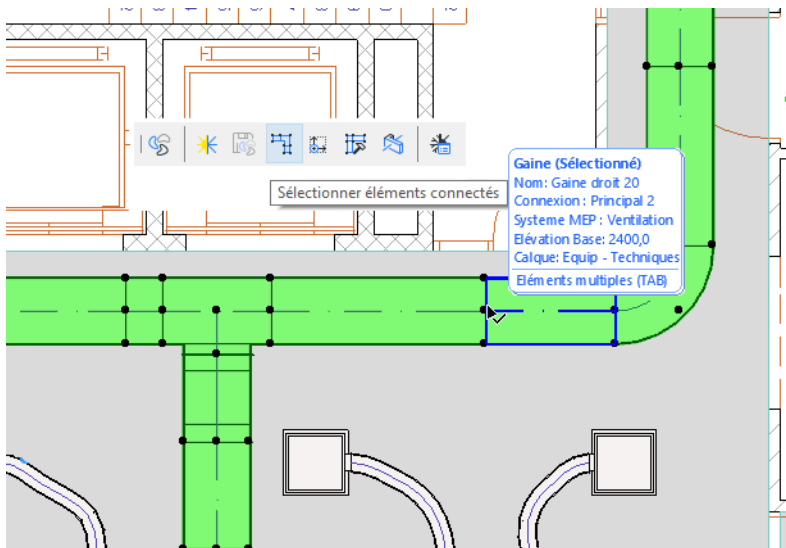 Sélectionner éléments connectés
Gaine (Sélectionné)
Nom: Gaine droit 20
Connexion : Principal 2
Systeme MEP : Ventilation
Elévation Base: 2400,0
Calque: Equip - Techniques
Eléments multiples (TAB)